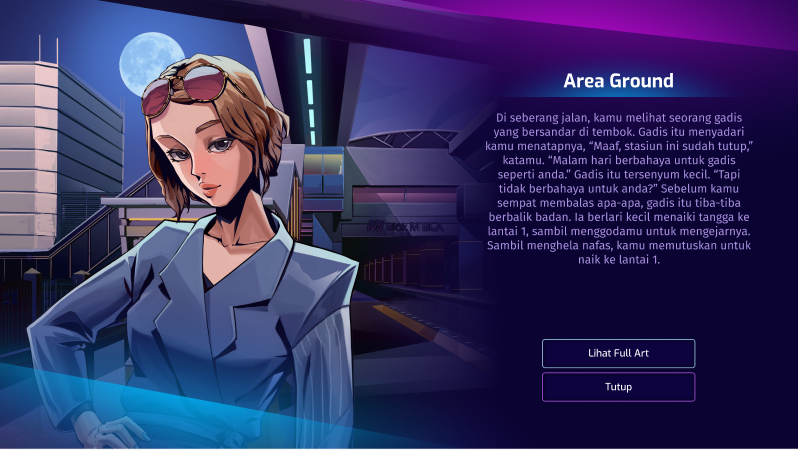 Area Ground
Di seberang jalan, kamu melihat seorang gadis
yang bersandar di tembok. Gadis itu menyadari
kamu menatapnya, “Maaf, stasiun ini sudah tutup,”
katamu. “Malam hari berbahaya untuk gadis
seperti anda.” Gadis itu tersenyum kecil. “Tapi
tidak berbahaya untuk anda?” Sebelum kamu
sempat membalas apa-apa, gadis itu tiba-tiba
berbalik badan. Ia berlari kecil menaiki tangga ke
lantai 1, sambil menggodamu untuk mengejarnya.
Sambil menghela nafas, kamu memutuskan untuk
naik ke lantai 1.
Lihat Full Art
Tutup